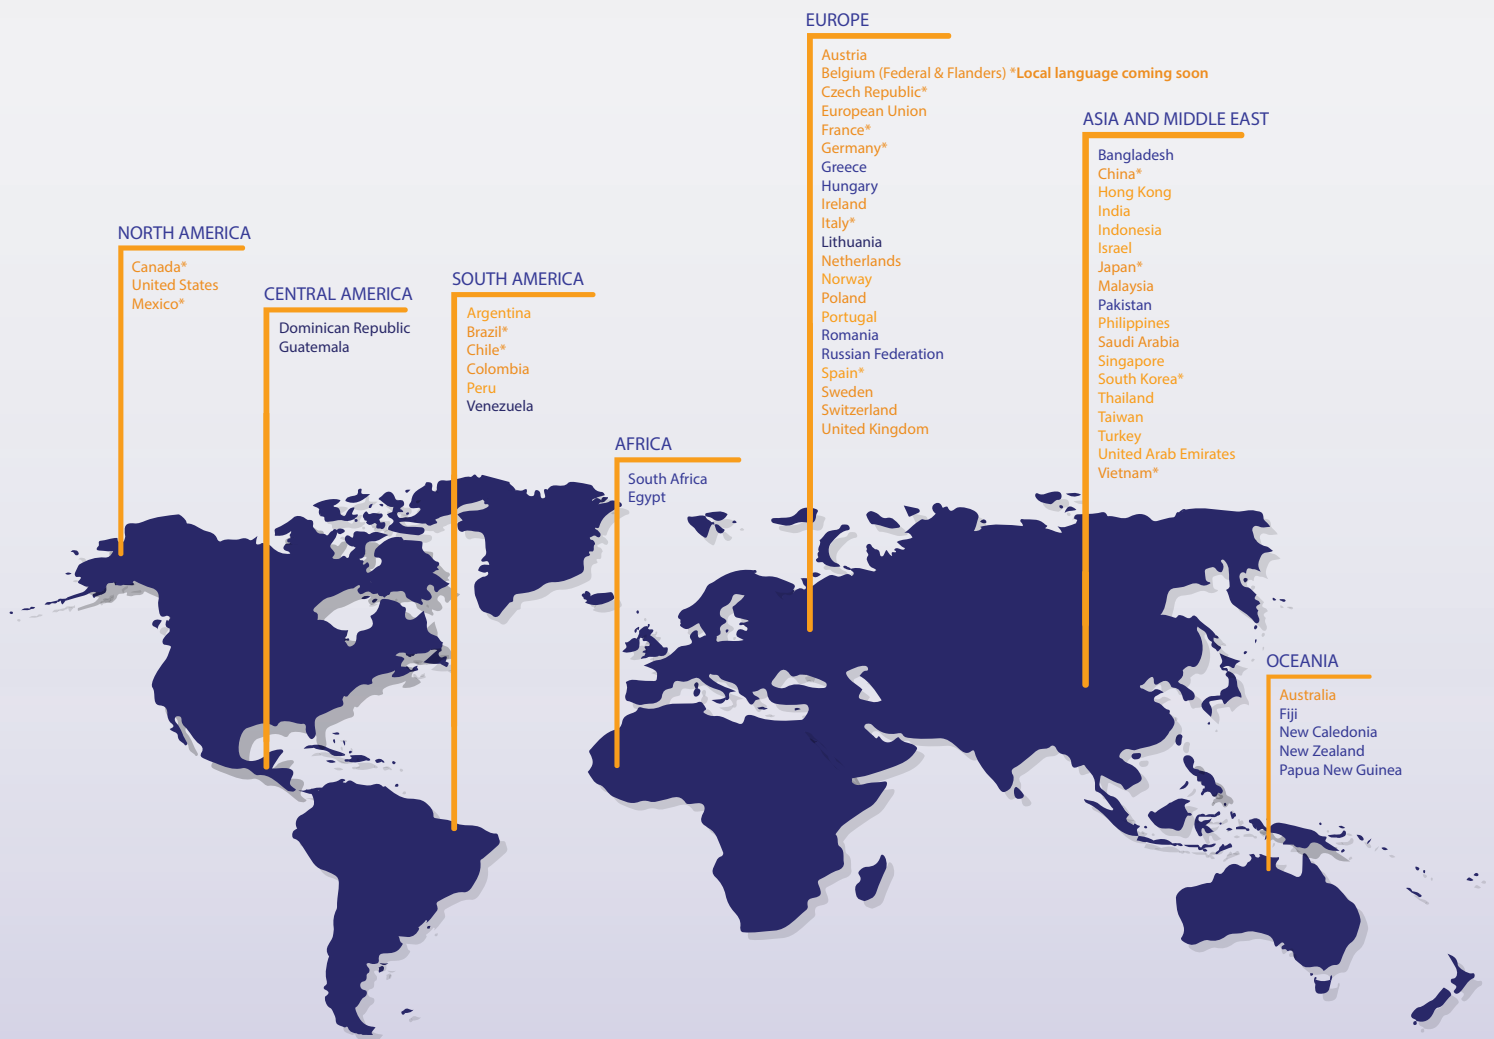 EUROPE
Austria
Belgium (Federal & Flanders) *Local language coming soon
Czech Republic*
European Union
France*
Germany*
Greece
Hungary
Ireland
Italy*
Lithuania
Netherlands
Norway
Poland
Portugal
Romania
Russian Federation
Spain*
Sweden
Switzerland
United Kingdom
ASIA AND MIDDLE EAST
Bangladesh
China*
Hong Kong
India
Indonesia
Israel
Japan*
Malaysia
Pakistan
Philippines
Saudi Arabia
Singapore
South Korea*
Thailand
Taiwan
Turkey
United Arab Emirates
Vietnam*
NORTH AMERICA
Canada*
United States
Mexico*
CENTRAL AMERICA
Dominican Republic
Guatemala
SOUTH AMERICA
Argentina
Brazil*
Chile*
Colombia
Peru
Venezuela
AFRICA
South Africa
Egypt
OCEANIA
Australia
Fiji
New Caledonia
New Zealand
Papua New Guinea